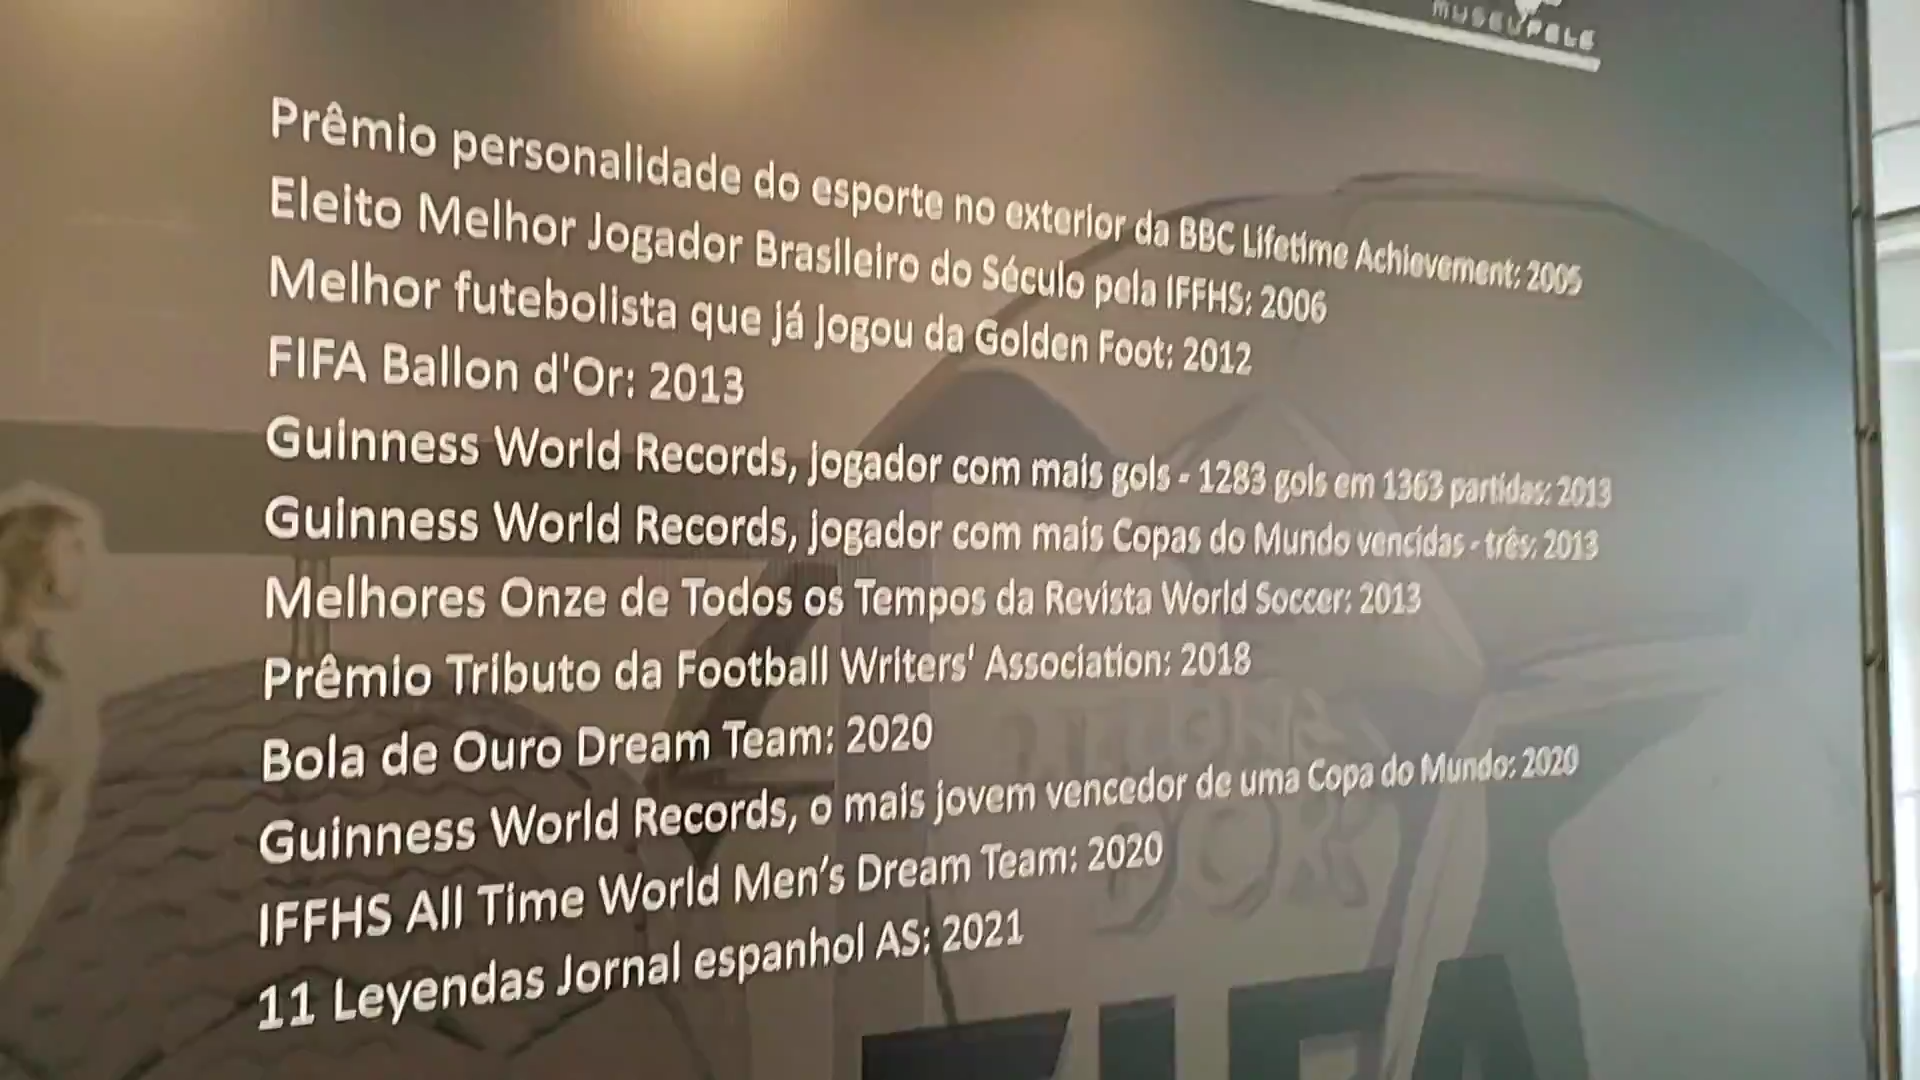 MUSEUPELÉ
Prêmio personalidade do esporte no exterior da BBC Lifetime Achievement: 2005
Eleito Melhor Jogador Brasileiro do Século pela IFFHS: 2006
Melhor futebolista que já jogou da Golden Foot: 2012
FIFA Ballon d'Or: 2013
Guinness World Records, jogador com mais gols - 1283 gols em 1363 partidas: 2013
Guinness World Records, jogador com mais Copas do Mundo vencidas - três: 2013
Melhores Onze de Todos os Tempos da Revista World Soccer: 2013
Prêmio Tributo da Football Writers' Association: 2018
Bola de Ouro Dream Team: 2020
Guinness World Records, o mais jovem vencedor de uma Copa do Mundo: 2020
IFFHS All Time World Men’s Dream Team: 2020
11 Leyendas Jornal espanhol AS: 2021
FIFA